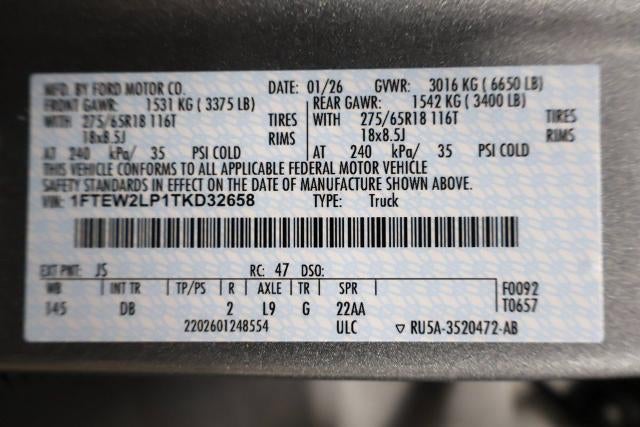 MFD. BY FORD MOTOR CO. DATE: 01/26 GVWR: 3016 KG ( 6650 LB)
FRONT GAWR: 1531 KG ( 3375 LB) REAR GAWR: 1542 KG ( 3400 LB)
WITH 275/65R18 116T TIRES WITH 275/65R18 116T TIRES
18x8.5J RIMS 18x8.5J RIMS
AT 240 kPa/ 35 PSI COLD AT 240 kPa/ 35 PSI COLD
THIS VEHICLE CONFORMS TO ALL APPLICABLE FEDERAL MOTOR VEHICLE
SAFETY STANDARDS IN EFFECT ON THE DATE OF MANUFACTURE SHOWN ABOVE.
VIN: 1FTEW2LP1TKD32658 TYPE: Truck
EXT PNT: JS RC: 47 DSO:
WB INT TR TP/PS R AXLE TR SPR F0092
145 DB 2 L9 G 22AA T0657
2202601248554 ULC ▽ RU5A-3520472-AB